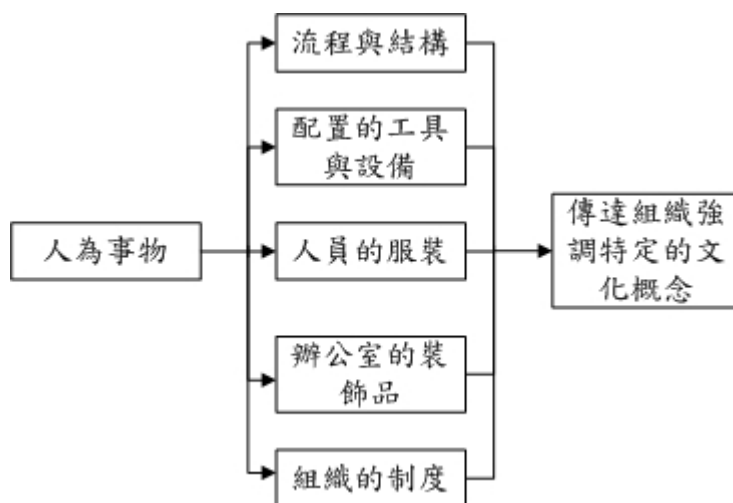 人為事物
流程與結構
配置的工具
與設備
人員的服裝
辦公室的裝
飾品
組織的制度
傳達組織強
調特定的文
化概念